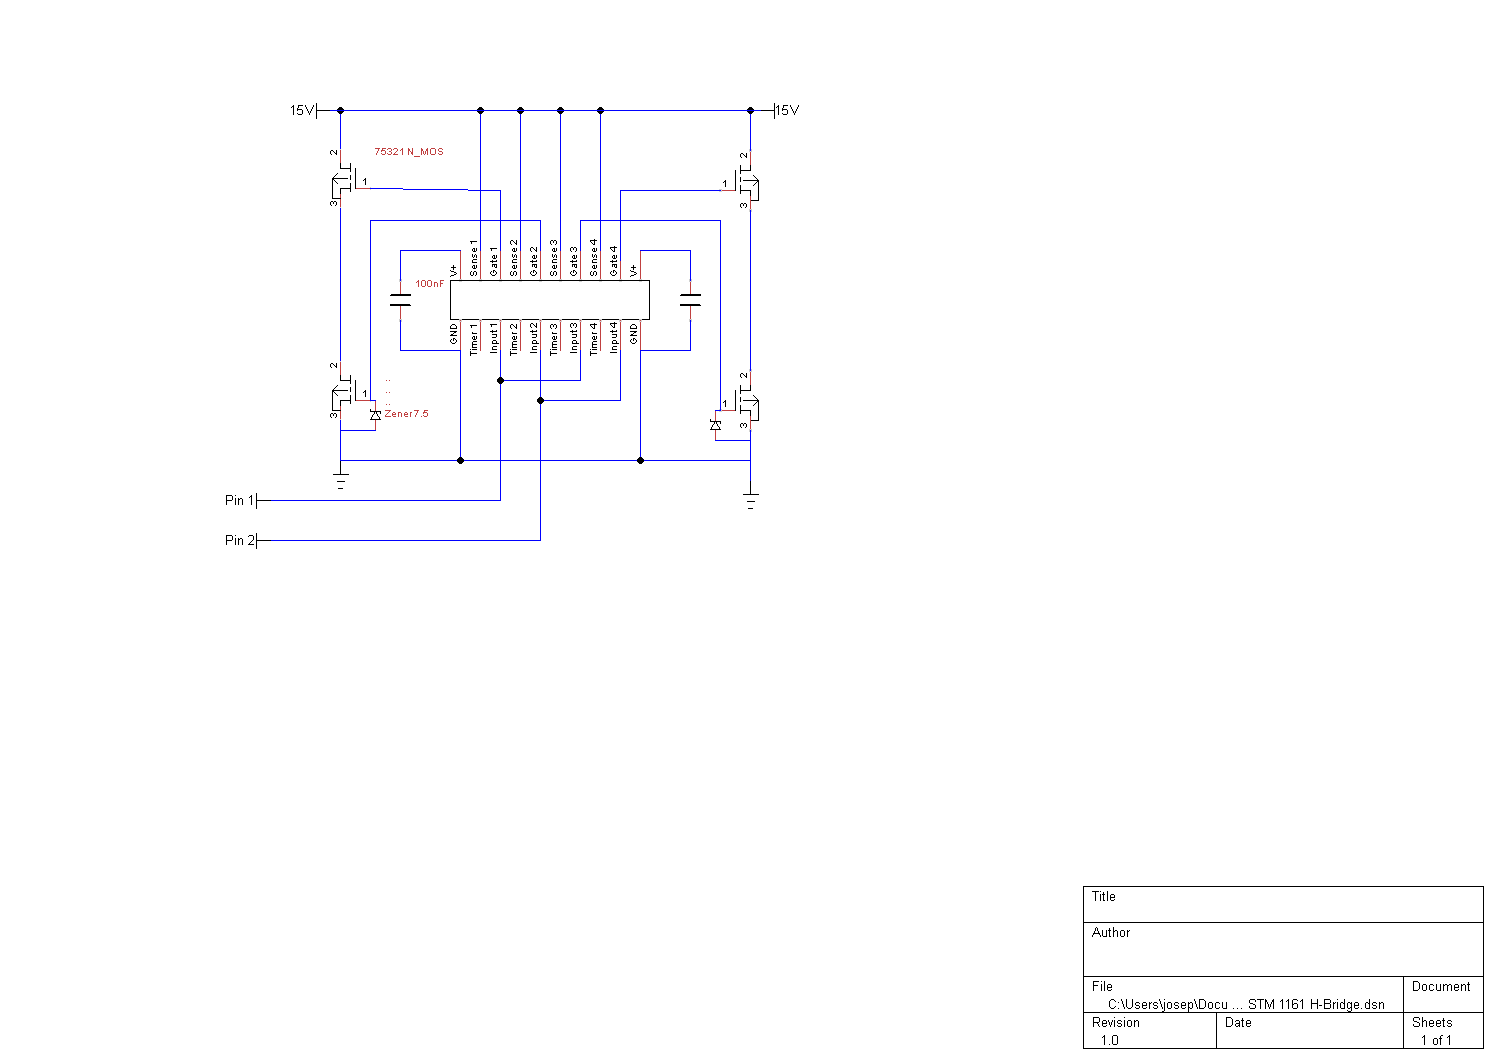 15V
15V
2
75321 N_MOS
2
1
1
3
3
V+
Sense 1
Gate 1
Sense 2
Gate 2
Sense 3
Gate 3
Sense 4
Gate 4
V+
100nF
GND
Timer 1
Input 1
Timer 2
Input 2
Timer 3
Input 3
Timer 4
Input 4
GND
2
2
..
..
1
..
1
3
Zener7.5
3
Pin 1
Pin 2
Title
Author
File
Document
C:\Users\josep\Docu ... STM 1161 H-Bridge.dsn
Revision
Date
Sheets
1.0
1 of 1